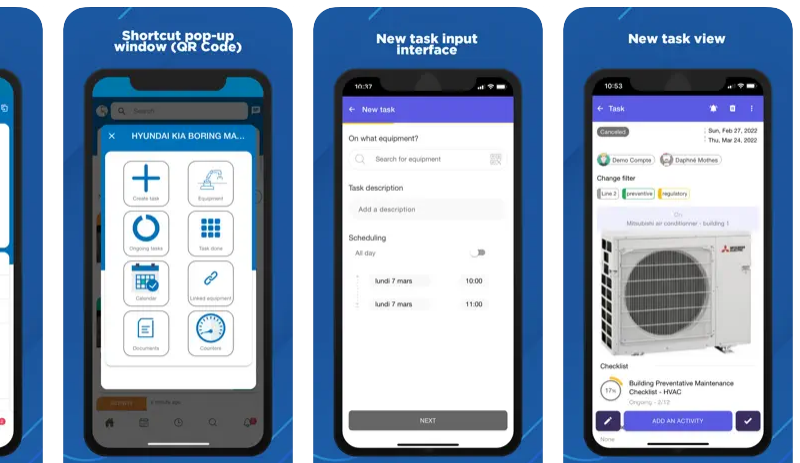 Shortcut pop-up
window (QR Code)
Search
HYUNDAI KIA BORING MA...
Create task
Equipment
Ongoing tasks
Task done
Calendar
Linked equipment
Documents
Counters
New task input
interface
10:37
New task
On what equipment?
Search for equipment
Task description
Add a description
Scheduling
All day
lundi 7 mars
10:00
lundi 7 mars
11:00
NEXT
New task view
10:53
Task
Canceled
Sun, Feb 27, 2022
Thu, Mar 24, 2022
Demo Compte
Daphné Mothes
Change filter
Line 2
preventive
regulatory
On
Mitsubishi air conditionner - building 1
MITSUBISHI
ELECTRIC
Checklist
17%
Building Preventative Maintenance
Checklist - HVAC
Ongoing - 2/12
ADD AN ACTIVITY
None